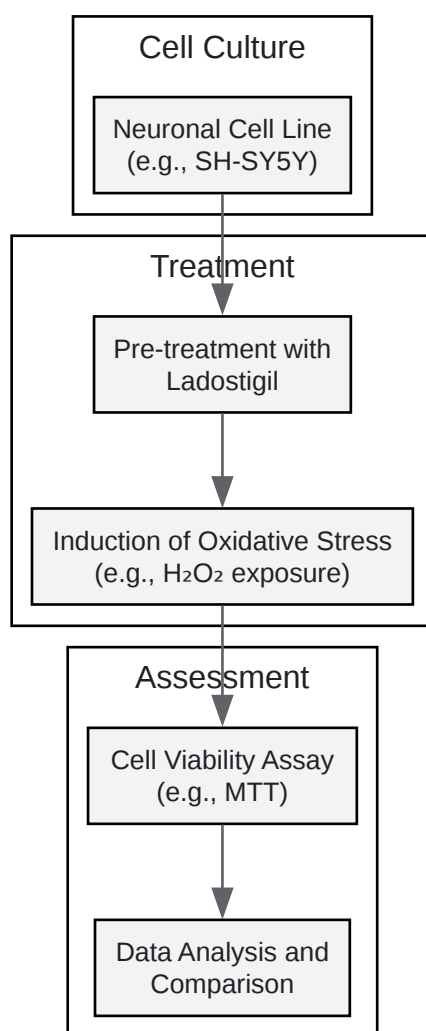 Cell Culture
Neuronal Cell Line
(e.g., SH-SY5Y)
Treatment
Pre-treatment with
Ladostigil
Induction of Oxidative Stress
(e.g., H₂O₂ exposure)
Assessment
Cell Viability Assay
(e.g., MTT)
Data Analysis and
Comparison